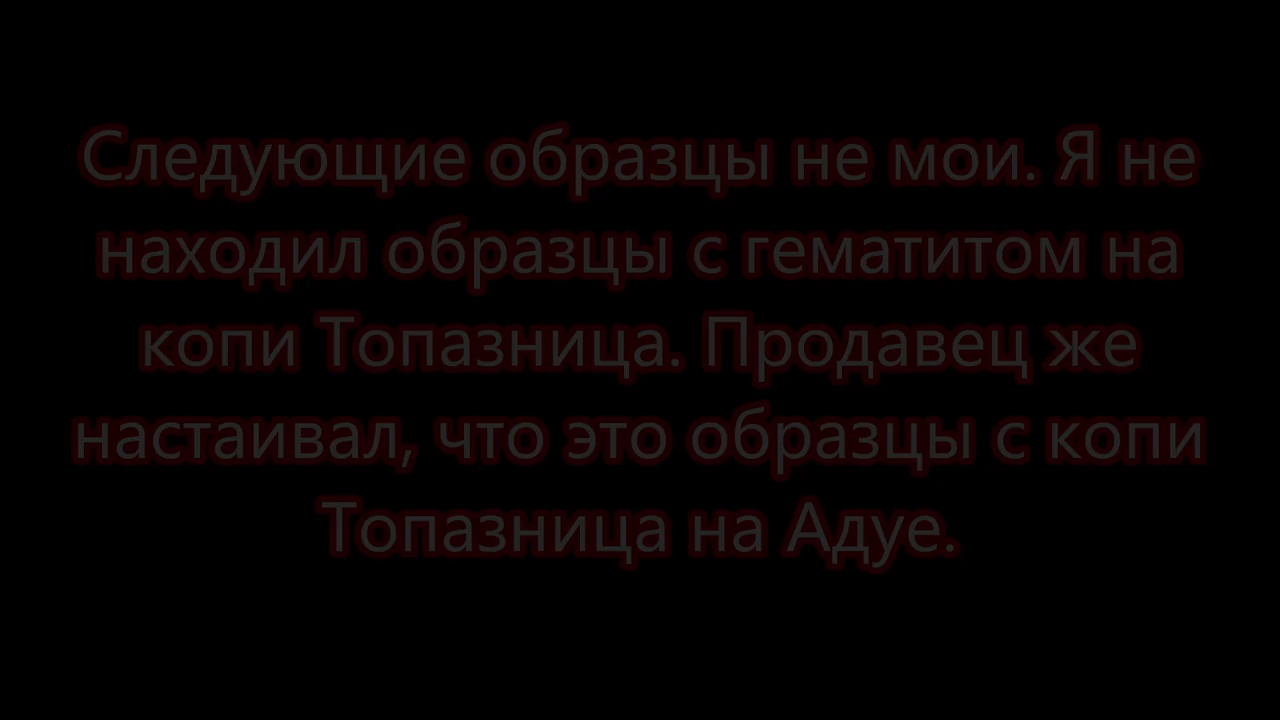 Следующие образцы не мои. Я не
находил образцы с гематитом на
копи Топазница. Продавец же
настаивал, что это образцы с копи
Топазница на Адуе.